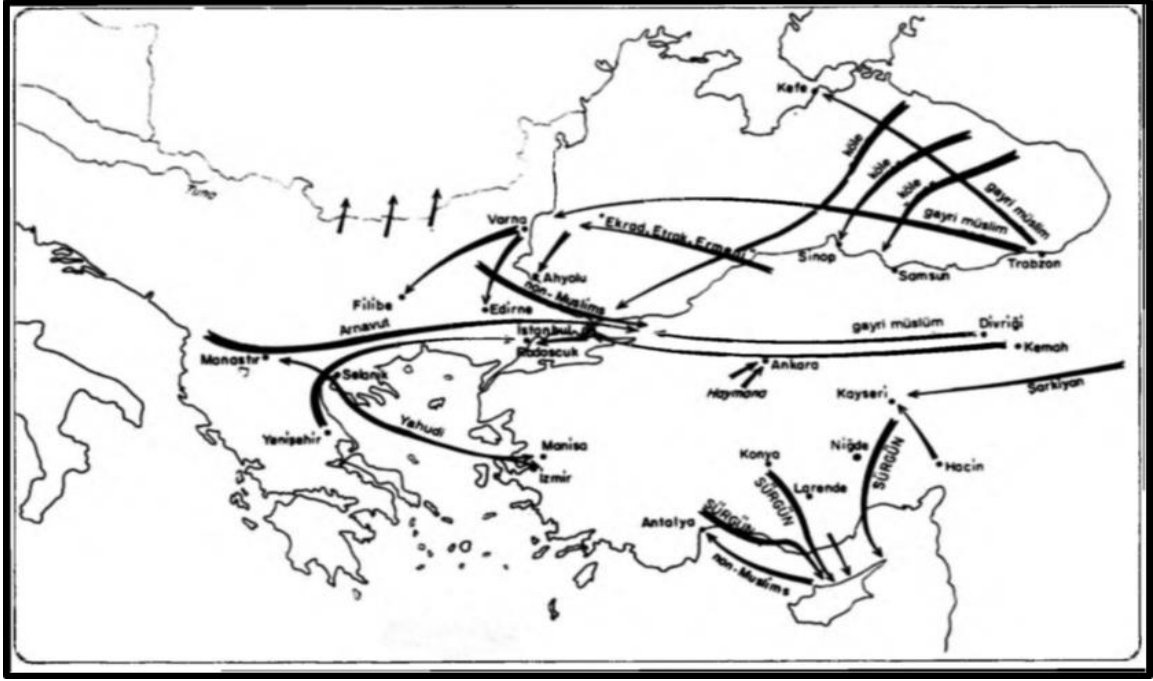 Kefe
köle
köle
köle
gayri müslim
gayri müslim
Tuna
Varna
"Ekrad, Etrak, Ermeni"
Sinop
Samsun
Trabzon
Ahyolu
non-Muslims
Filibe
Edirne
Arnavut
İstanbul
Rodoscuk
gayri müslüm
Divriği
Kemah
Manastır
Ankara
Haymana
Selanik
Kayseri
Şarkiyan
Yahudi
Yenişehir
Manisa
İzmir
Konya
Niğde
SÜRGÜN
Hacin
SÜRGÜN
Larende
SÜRGÜN
Antalya
non-Muslims